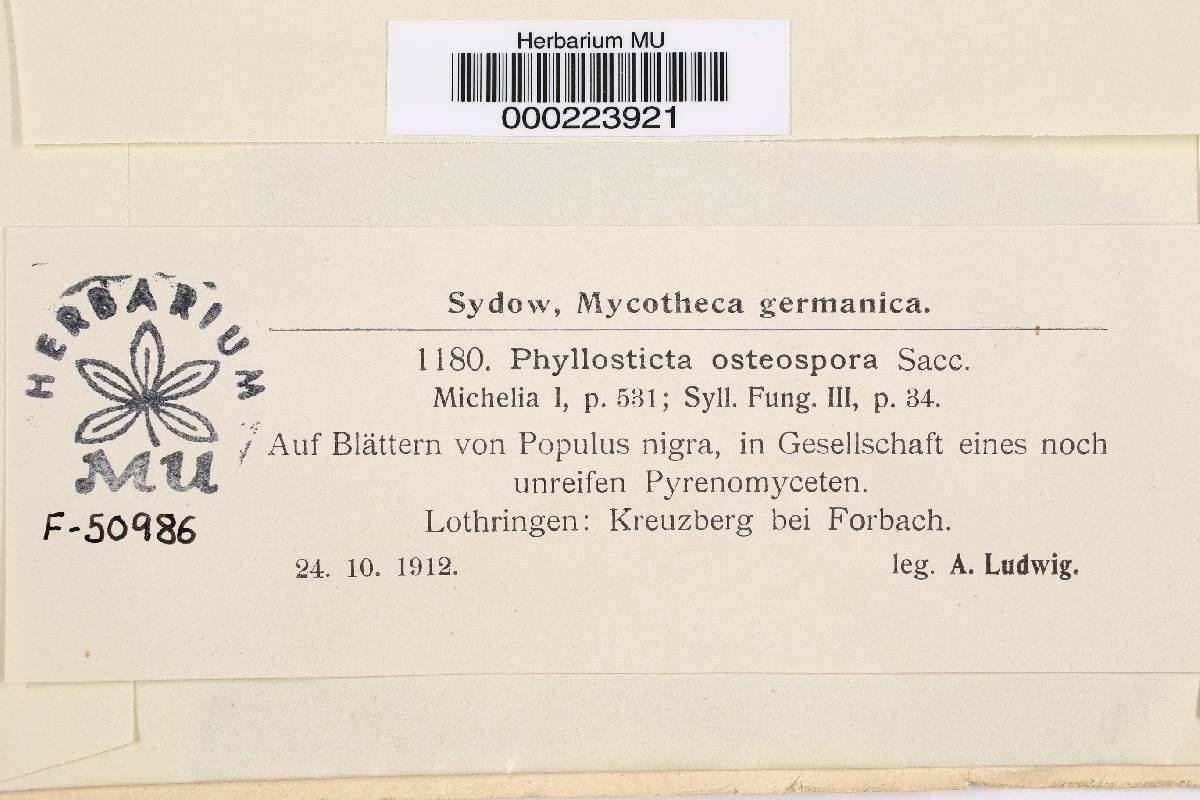 Herbarium MU
000223921
HERBARIUM
MU
F-50986
Sydow, Mycotheca germanica.
1180. Phyllosticta osteospora Sacc.
Michelia I, p. 531; Syll. Fung. III, p. 34.
Auf Blättern von Populus nigra, in Gesellschaft eines noch
unreifen Pyrenomyceten.
Lothringen: Kreuzberg bei Forbach.
24. 10. 1912. leg. A. Ludwig.